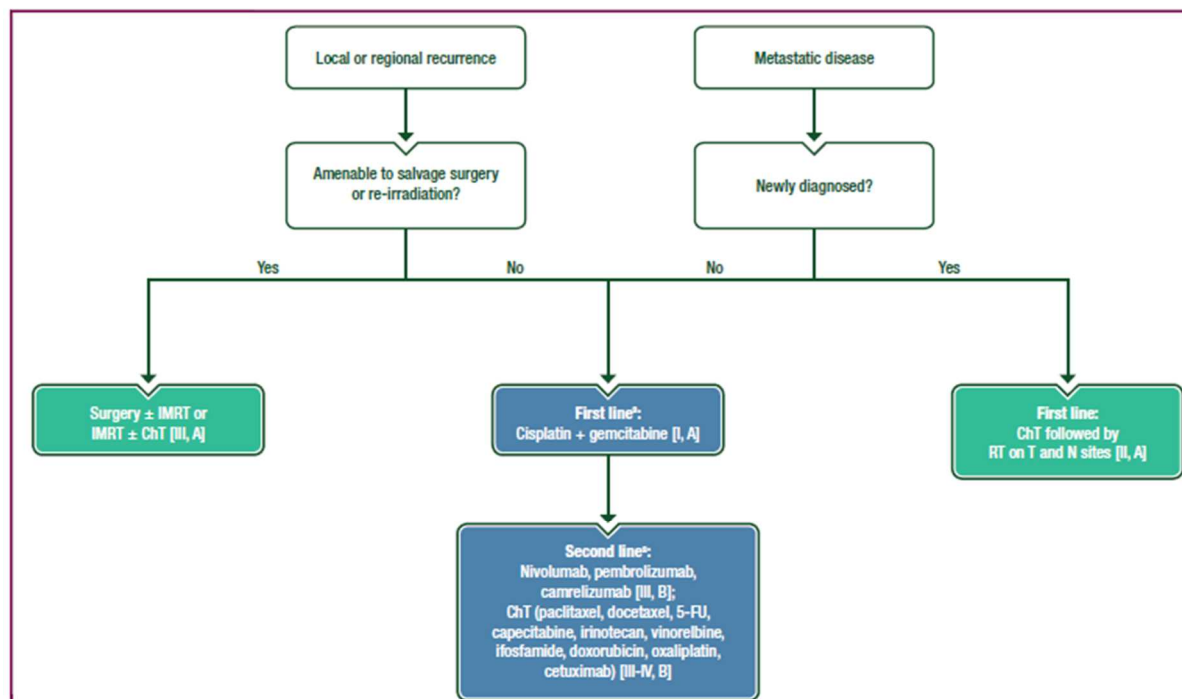 Local or regional recurrence
Metastatic disease
Amenable to salvage surgery
or re-irradiation?
Newly diagnosed?
Yes
No
No
Yes
Surgery ± IMRT or
IMRT ± ChT [III, A]
First lineª:
Cisplatin + gemcitabine [I, A]
First line:
ChT followed by
RT on T and N sites [II, A]
Second lineª:
Nivolumab, pembrolizumab,
camrelizumab [III, B];
ChT (paclitaxel, docetaxel, 5-FU,
capecitabine, irinotecan, vinorelbine,
ifosfamide, doxorubicin, oxaliplatin,
cetuximab) [III-IV, B]